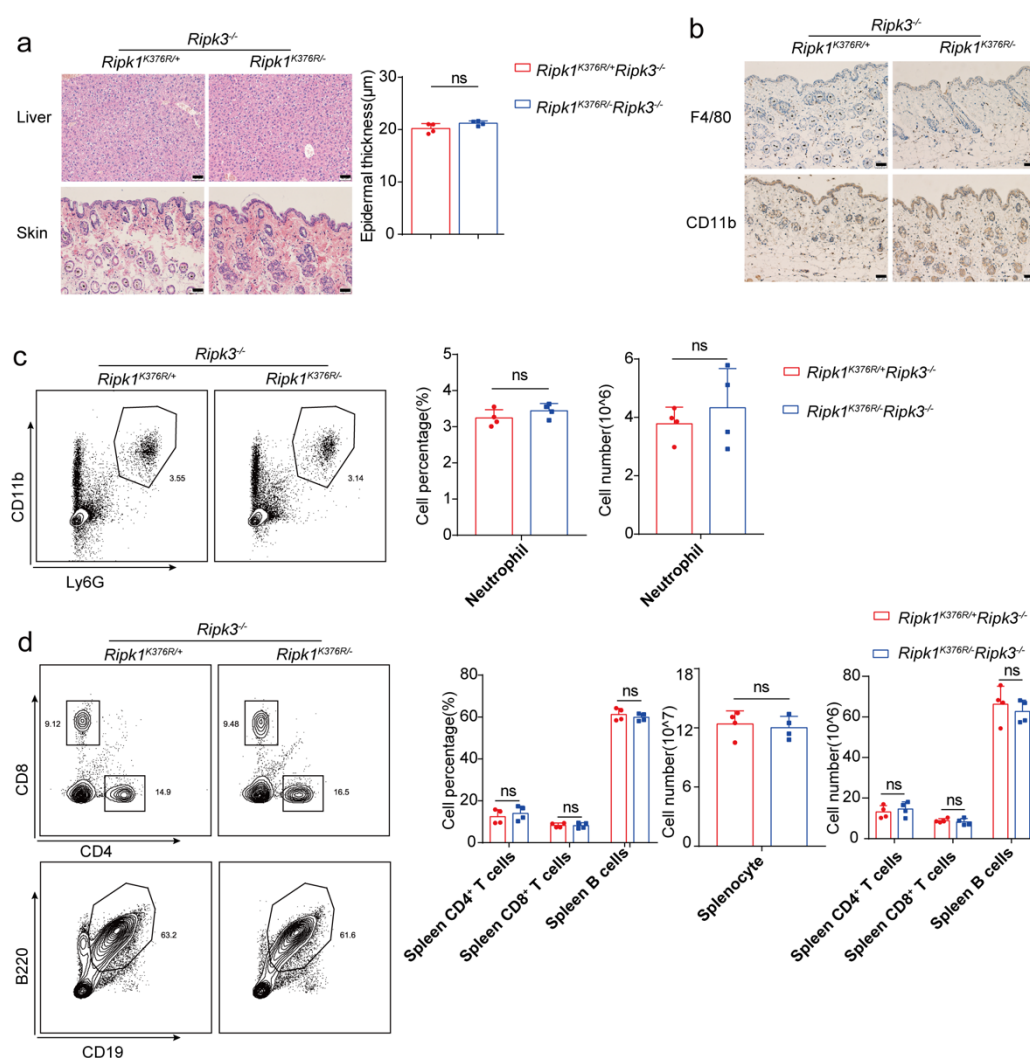 a
Ripk3-/-
Ripk1K376R/+
Ripk1K376R/-
Liver
Skin
Epidermal thickness(μm)
30
20
10
0
ns
Ripk1K376R/+Ripk3-/-
Ripk1K376R/-Ripk3-/-
b
Ripk3-/-
Ripk1K376R/+
Ripk1K376R/-
F4/80
CD11b
c
Ripk3-/-
Ripk1K376R/+
Ripk1K376R/-
3.55
3.14
CD11b
Ly6G
Cell percentage(%)
5
4
3
2
1
0
ns
Neutrophil
Cell number(10^6)
6
4
2
0
ns
Neutrophil
Ripk1K376R/+Ripk3-/-
Ripk1K376R/-Ripk3-/-
d
Ripk3-/-
Ripk1K376R/+
Ripk1K376R/-
9.12
14.9
9.48
16.5
CD8
CD4
63.2
61.6
B220
CD19
Cell percentage(%)
80
60
40
20
0
ns
ns
ns
Spleen CD4+ T cells
Spleen CD8+ T cells
Spleen B cells
Cell number(10^7)
18
12
6
0
ns
Splenocyte
Ripk1K376R/+Ripk3-/-
Ripk1K376R/-Ripk3-/-
Cell number(10^6)
80
60
40
20
0
ns
ns
ns
Spleen CD4+ T cells
Spleen CD8+ T cells
Spleen B cells